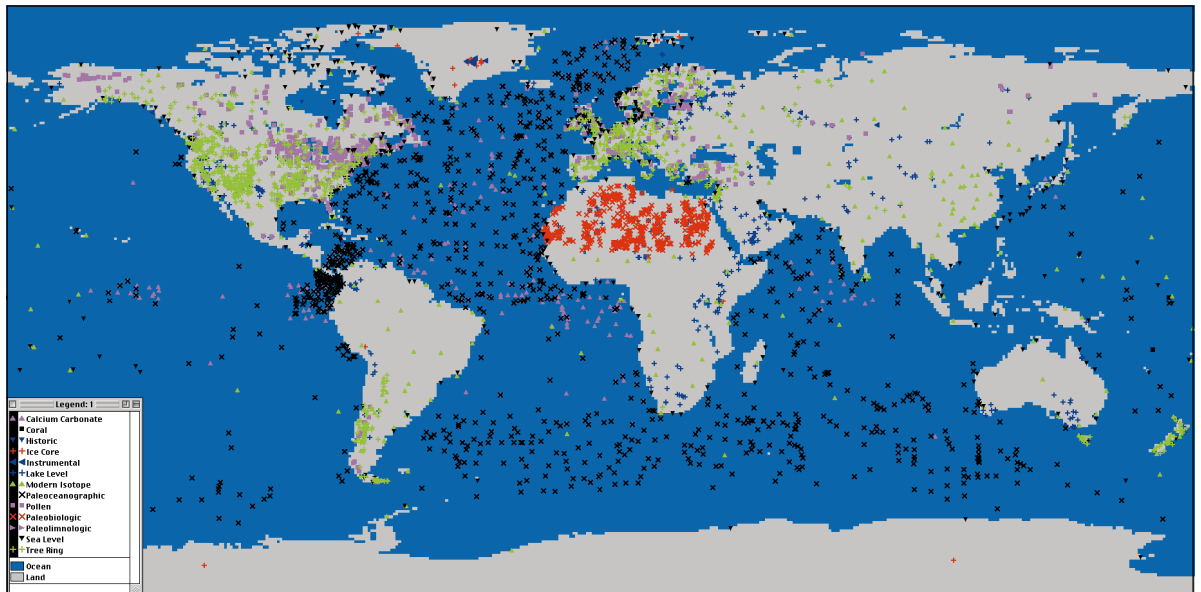 Legend: 1
Calcium Carbonate
Coral
Historic
Ice Core
Instrumental
Lake Level
Modern Isotope
Paleoceanographic
Pollen
Paleobiologic
Paleolimnologic
Sea Level
Tree Ring
Ocean
Land